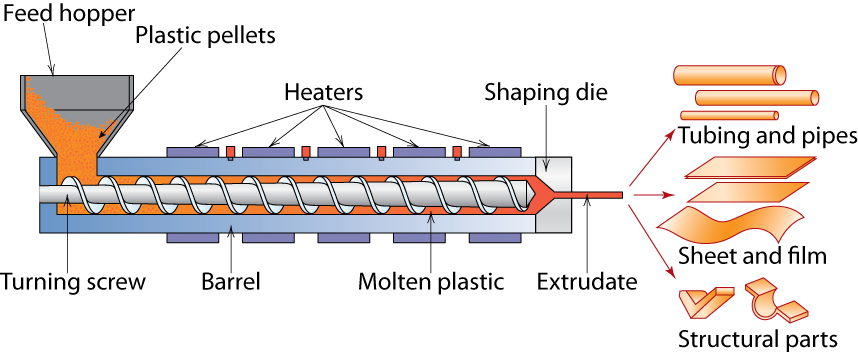 Feed hopper
Plastic pellets
Heaters
Shaping die
Tubing and pipes
Sheet and film
Turning screw
Barrel
Molten plastic
Extrudate
Structural parts